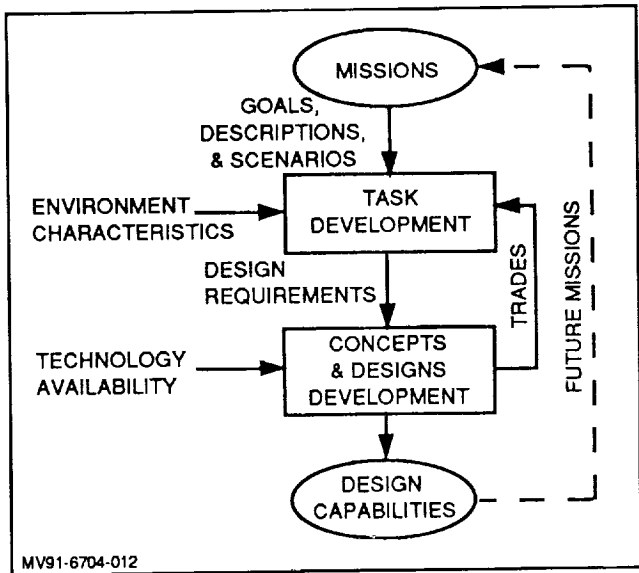 MISSIONS
GOALS,
DESCRIPTIONS,
& SCENARIOS
ENVIRONMENT
CHARACTERISTICS
TASK
DEVELOPMENT
DESIGN
REQUIREMENTS
TRADES
FUTURE MISSIONS
TECHNOLOGY
AVAILABILITY
CONCEPTS
& DESIGNS
DEVELOPMENT
DESIGN
CAPABILITIES
MV91-6704-012